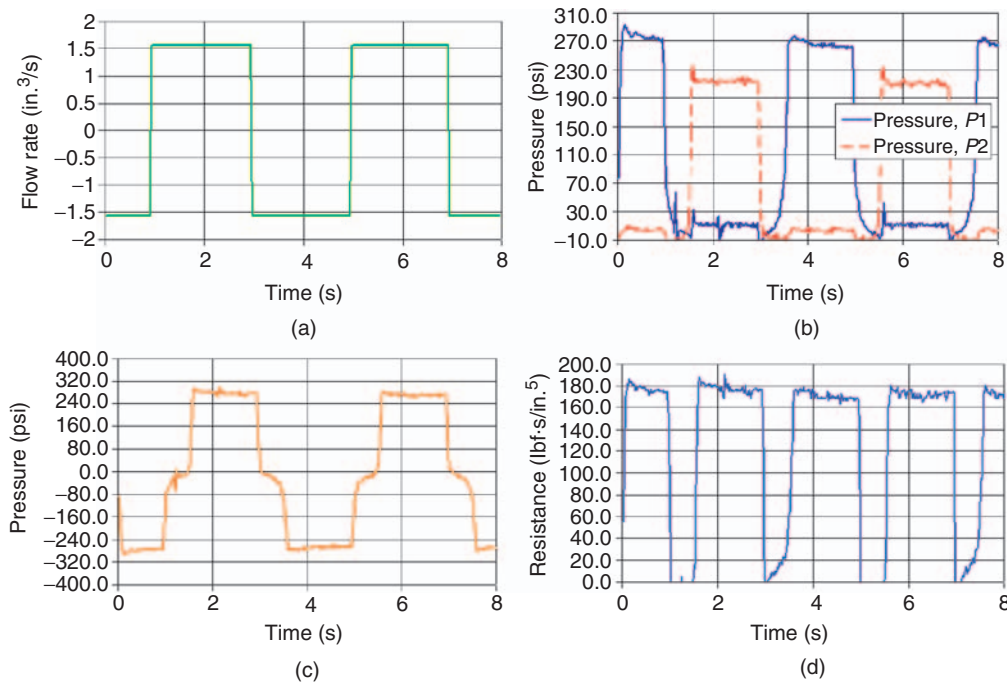 Flow rate (in.³/s)
2
1.5
1
0.5
0
−0.5
−1
−1.5
−2
0 2 4 6 8
Time (s)
(a)
Pressure (psi)
310.0
270.0
230.0
190.0
150.0
110.0
70.0
30.0
−10.0
Pressure, P1
Pressure, P2
0 2 4 6 8
Time (s)
(b)
Pressure (psi)
400.0
320.0
240.0
160.0
80.0
0.0
−80.0
−160.0
−240.0
−320.0
−400.0
0 2 4 6 8
Time (s)
(c)
Resistance (lbf·s/in.⁵)
200.0
180.0
160.0
140.0
120.0
100.0
80.0
60.0
40.0
20.0
0.0
0 2 4 6 8
Time (s)
(d)